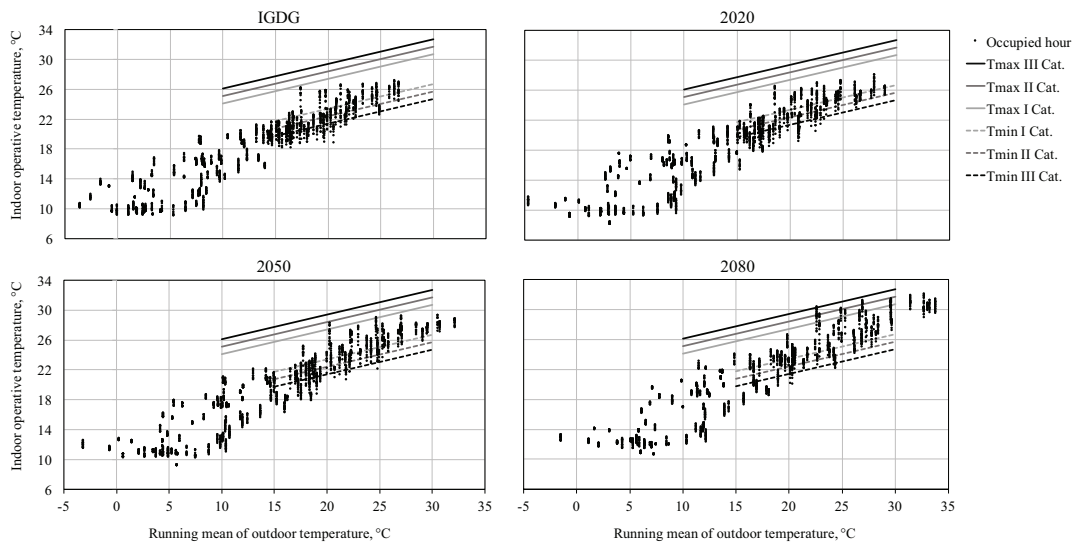 IGDG
2020
34
30
26
22
18
14
10
6
Indoor operative temperature, °C
Occupied hour
Tmax III Cat.
Tmax II Cat.
Tmax I Cat.
Tmin I Cat.
Tmin II Cat.
Tmin III Cat.
2050
2080
34
30
26
22
18
14
10
6
Indoor operative temperature, °C
-5 0 5 10 15 20 25 30 35
-5 0 5 10 15 20 25 30 35
Running mean of outdoor temperature, °C
Running mean of outdoor temperature, °C